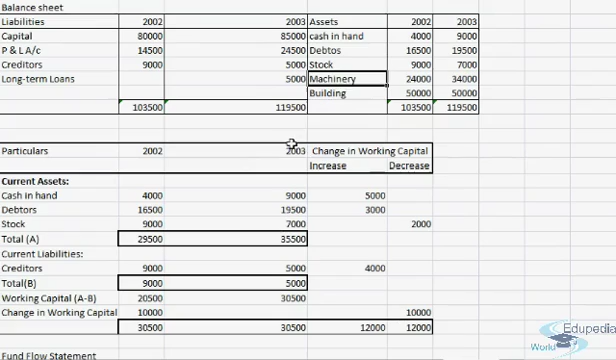 Balance sheet
Liabilities 2002 2003 Assets 2002 2003
Capital 80000 85000 cash in hand 4000 9000
P & L A/c 14500 24500 Debtos 16500 19500
Creditors 9000 5000 Stock 9000 7000
Long-term Loans 5000 Machinery 24000 34000
Building 50000 50000
103500 119500 103500 119500
Particulars 2002 2003 Change in Working Capital
Increase Decrease
Current Assets:
Cash in hand 4000 9000 5000
Debtors 16500 19500 3000
Stock 9000 7000 2000
Total (A) 29500 35500
Current Liabilities:
Creditors 9000 5000 4000
Total(B) 9000 5000
Working Capital (A-B) 20500 30500
Change in Working Capital 10000 10000
30500 30500 12000 12000
Edupedia
World
Fund Flow Statement